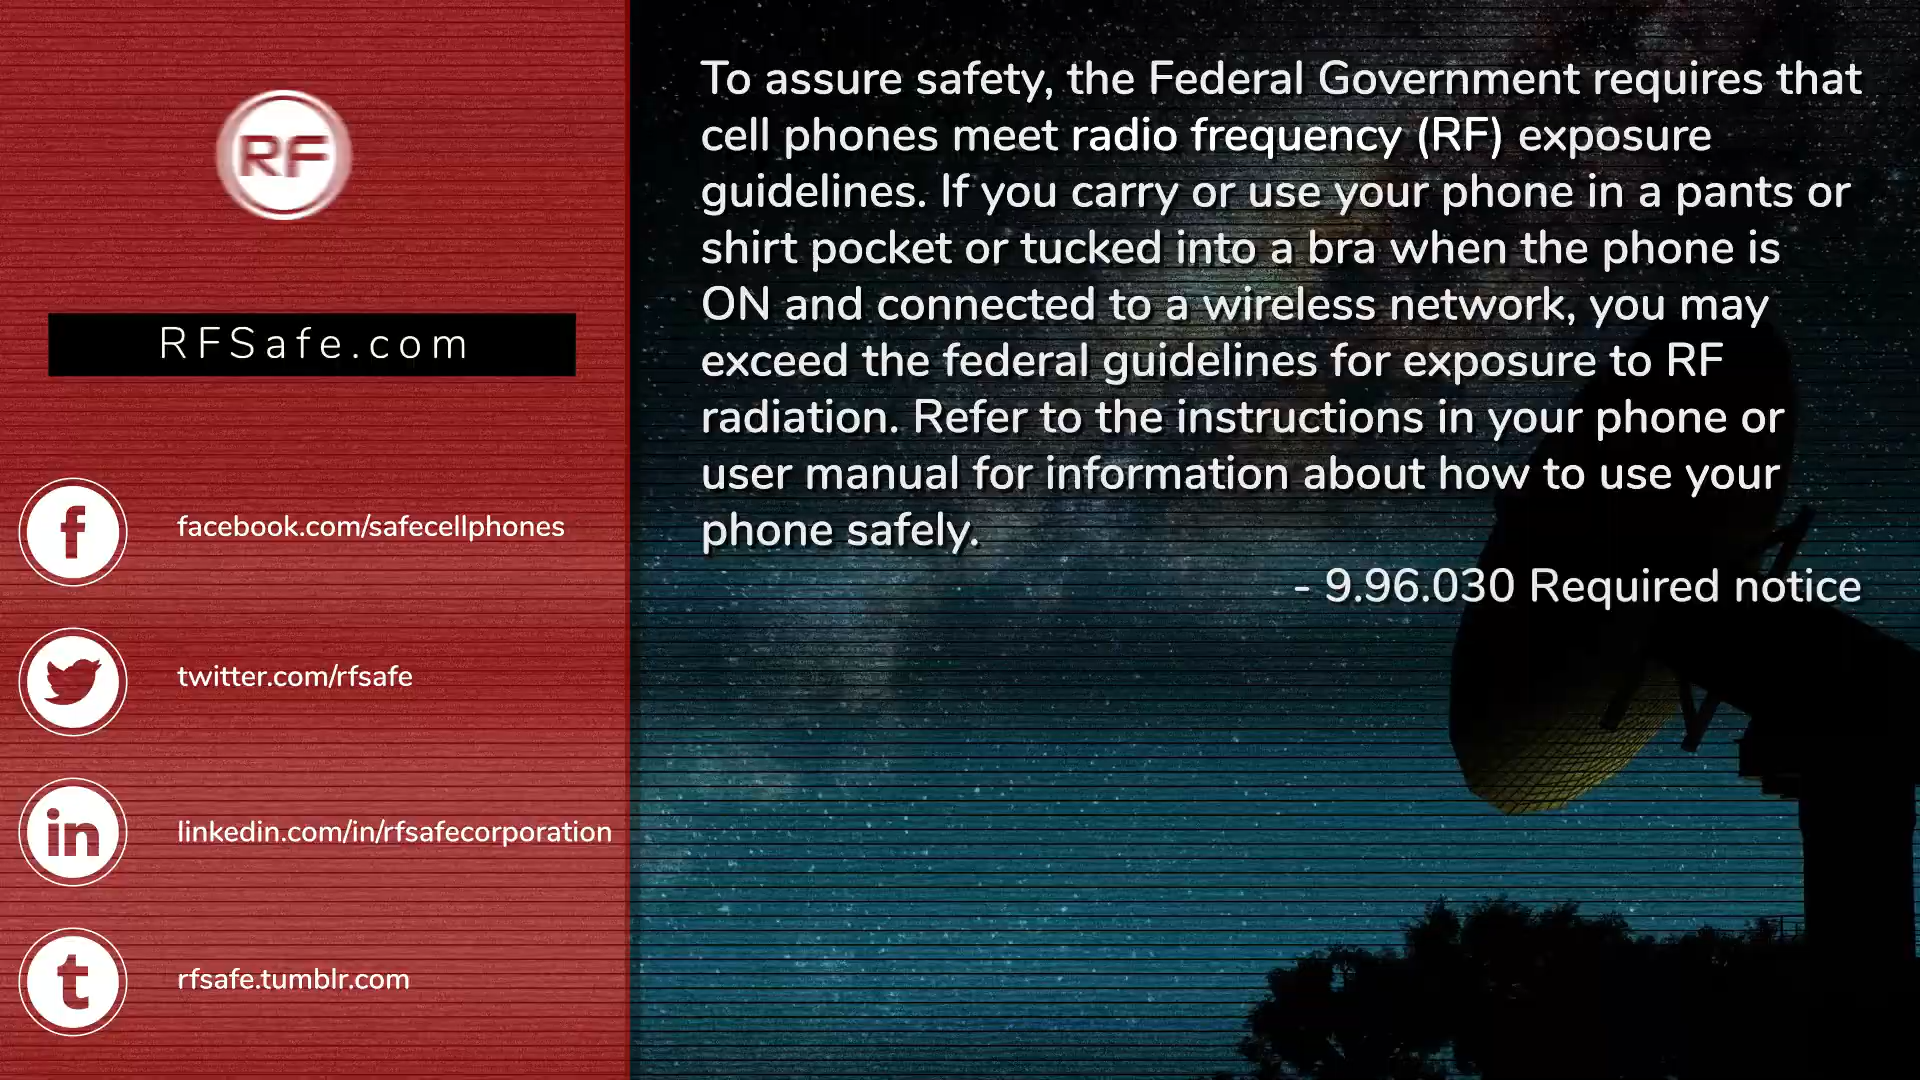 RF
RFSafe.com
facebook.com/safecellphones
twitter.com/rfsafe
linkedin.com/in/rfsafecorporation
rfsafe.tumblr.com
To assure safety, the Federal Government requires that
cell phones meet radio frequency (RF) exposure
guidelines. If you carry or use your phone in a pants or
shirt pocket or tucked into a bra when the phone is
ON and connected to a wireless network, you may
exceed the federal guidelines for exposure to RF
radiation. Refer to the instructions in your phone or
user manual for information about how to use your
phone safely.
- 9.96.030 Required notice